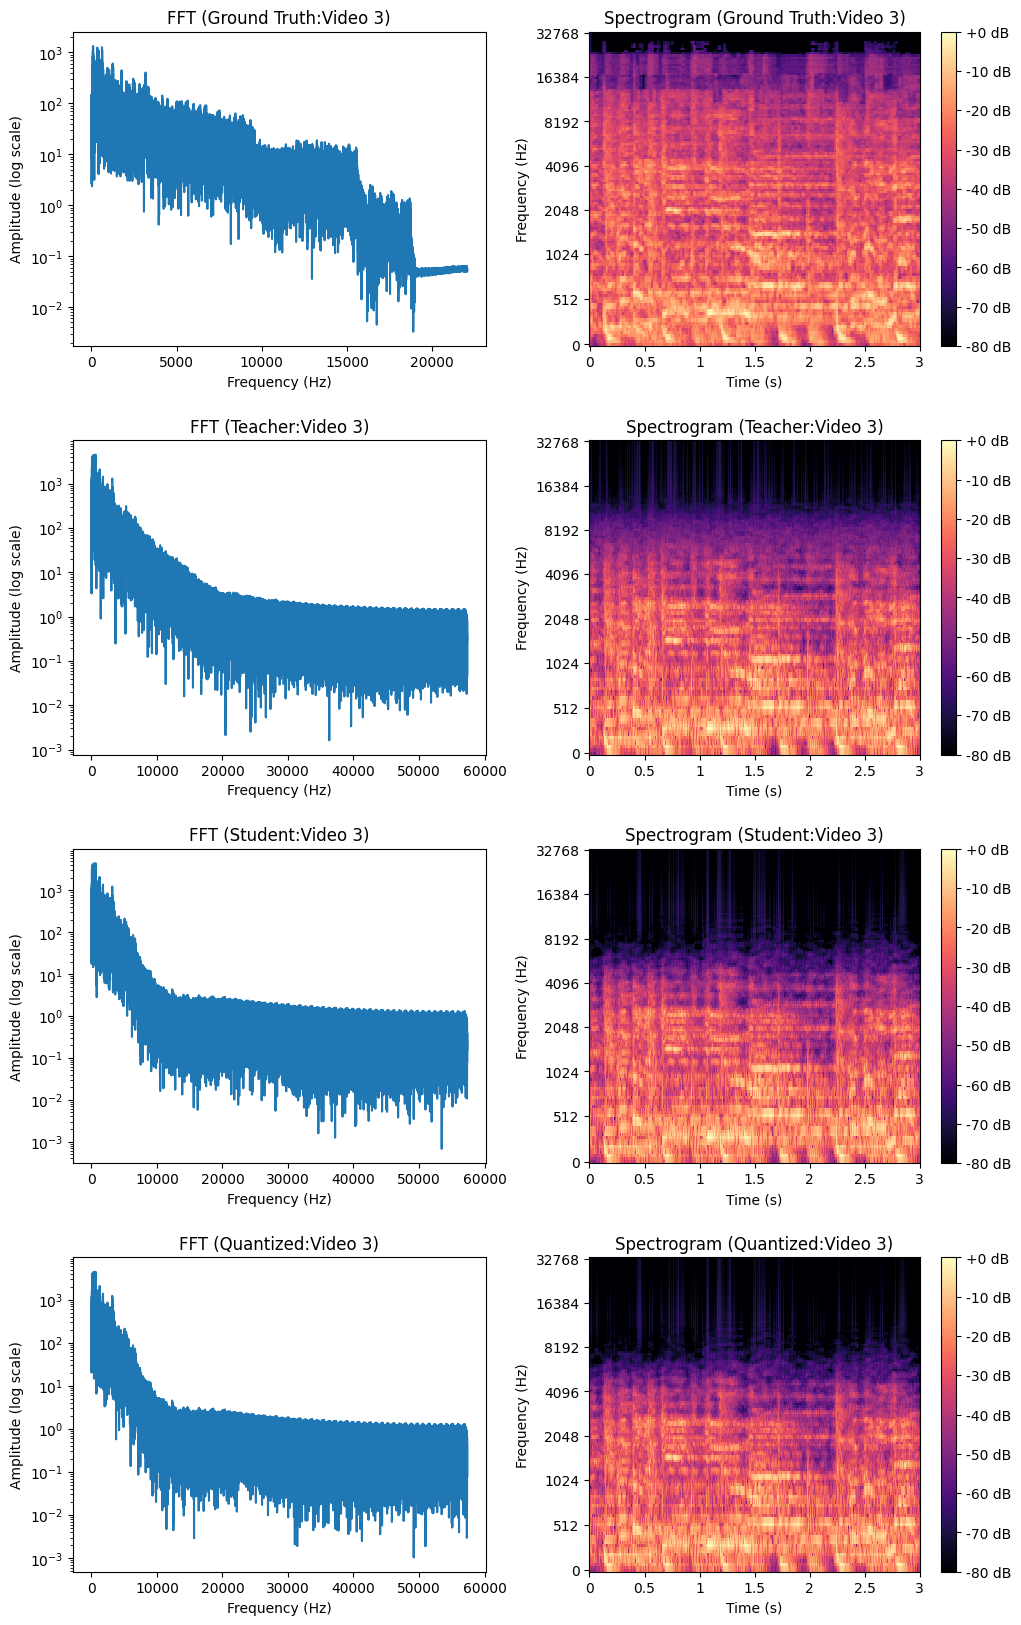 FFT (Ground Truth:Video 3)
Amplitude (log scale)
10³
10²
10¹
10⁰
10⁻¹
10⁻²
0 5000 10000 15000 20000
Frequency (Hz)
Spectrogram (Ground Truth:Video 3)
Frequency (Hz)
32768
16384
8192
4096
2048
1024
512
0
0 0.5 1 1.5 2 2.5 3
Time (s)
+0 dB
-10 dB
-20 dB
-30 dB
-40 dB
-50 dB
-60 dB
-70 dB
-80 dB
FFT (Teacher:Video 3)
Amplitude (log scale)
10³
10²
10¹
10⁰
10⁻¹
10⁻²
10⁻³
0 10000 20000 30000 40000 50000 60000
Frequency (Hz)
Spectrogram (Teacher:Video 3)
Frequency (Hz)
32768
16384
8192
4096
2048
1024
512
0
0 0.5 1 1.5 2 2.5 3
Time (s)
+0 dB
-10 dB
-20 dB
-30 dB
-40 dB
-50 dB
-60 dB
-70 dB
-80 dB
FFT (Student:Video 3)
Amplitude (log scale)
10³
10²
10¹
10⁰
10⁻¹
10⁻²
10⁻³
0 10000 20000 30000 40000 50000 60000
Frequency (Hz)
Spectrogram (Student:Video 3)
Frequency (Hz)
32768
16384
8192
4096
2048
1024
512
0
0 0.5 1 1.5 2 2.5 3
Time (s)
+0 dB
-10 dB
-20 dB
-30 dB
-40 dB
-50 dB
-60 dB
-70 dB
-80 dB
FFT (Quantized:Video 3)
Amplitude (log scale)
10³
10²
10¹
10⁰
10⁻¹
10⁻²
10⁻³
0 10000 20000 30000 40000 50000 60000
Frequency (Hz)
Spectrogram (Quantized:Video 3)
Frequency (Hz)
32768
16384
8192
4096
2048
1024
512
0
0 0.5 1 1.5 2 2.5 3
Time (s)
+0 dB
-10 dB
-20 dB
-30 dB
-40 dB
-50 dB
-60 dB
-70 dB
-80 dB